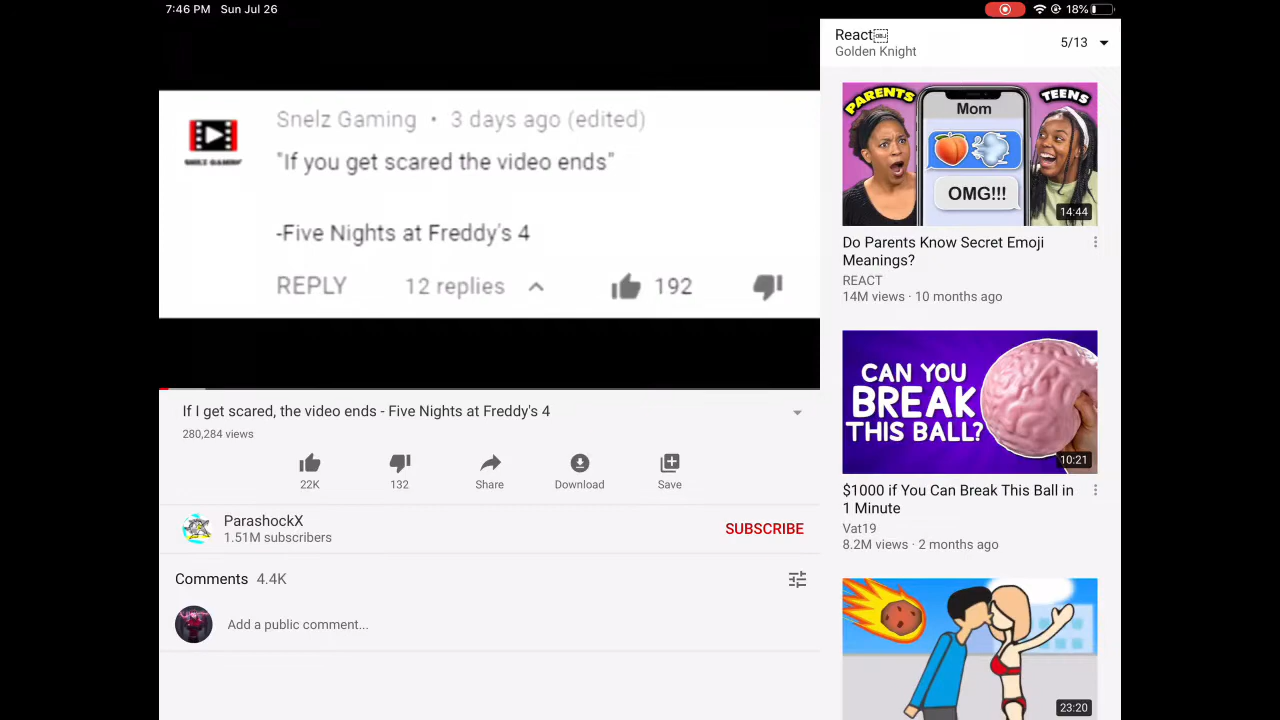 7:46 PM Sun Jul 26
18%
Snelz Gaming • 3 days ago (edited)
"If you get scared the video ends"
-Five Nights at Freddy's 4
REPLY 12 replies 192
SNELZ GAMING
If I get scared, the video ends - Five Nights at Freddy's 4
280,284 views
22K 132 Share Download Save
ParashockX
1.51M subscribers
SUBSCRIBE
Comments 4.4K
Add a public comment...
React
Golden Knight
5/13
PARENTS
TEENS
Mom
OMG!!!
14:44
Do Parents Know Secret Emoji
Meanings?
REACT
14M views · 10 months ago
CAN YOU
BREAK
THIS BALL?
10:21
$1000 if You Can Break This Ball in
1 Minute
Vat19
8.2M views · 2 months ago
23:20